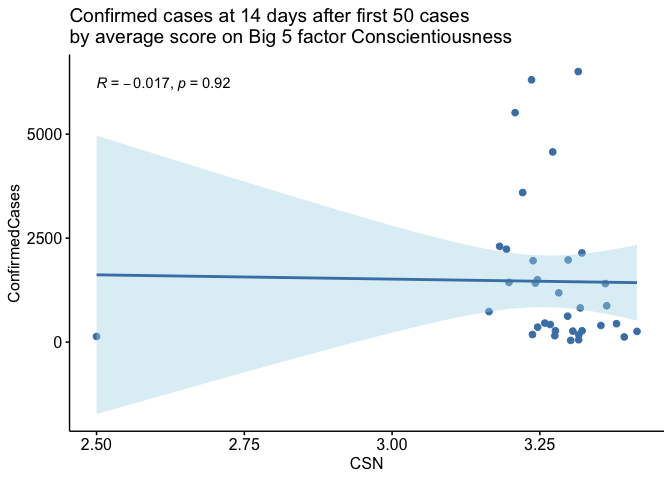 Confirmed cases at 14 days after first 50 cases
by average score on Big 5 factor Conscientiousness
R = −0.017, p = 0.92
5000
2500
0
ConfirmedCases
2.50 2.75 3.00 3.25
CSN